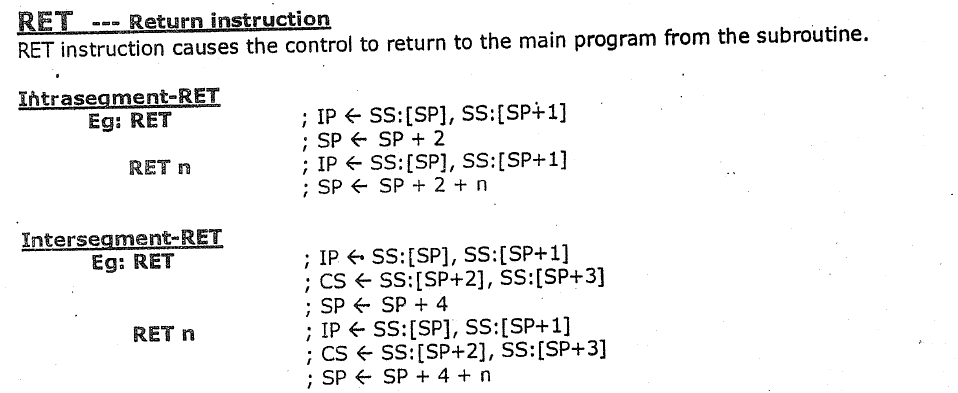 RET --- Return instruction
RET instruction causes the control to return to the main program from the subroutine.
Intrasegment-RET
Eg: RET ; IP ← SS:[SP], SS:[SP+1]
; SP ← SP + 2
RET n ; IP ← SS:[SP], SS:[SP+1]
; SP ← SP + 2 + n
Intersegment-RET
Eg: RET ; IP ← SS:[SP], SS:[SP+1]
; CS ← SS:[SP+2], SS:[SP+3]
; SP ← SP + 4
RET n ; IP ← SS:[SP], SS:[SP+1]
; CS ← SS:[SP+2], SS:[SP+3]
; SP ← SP + 4 + n